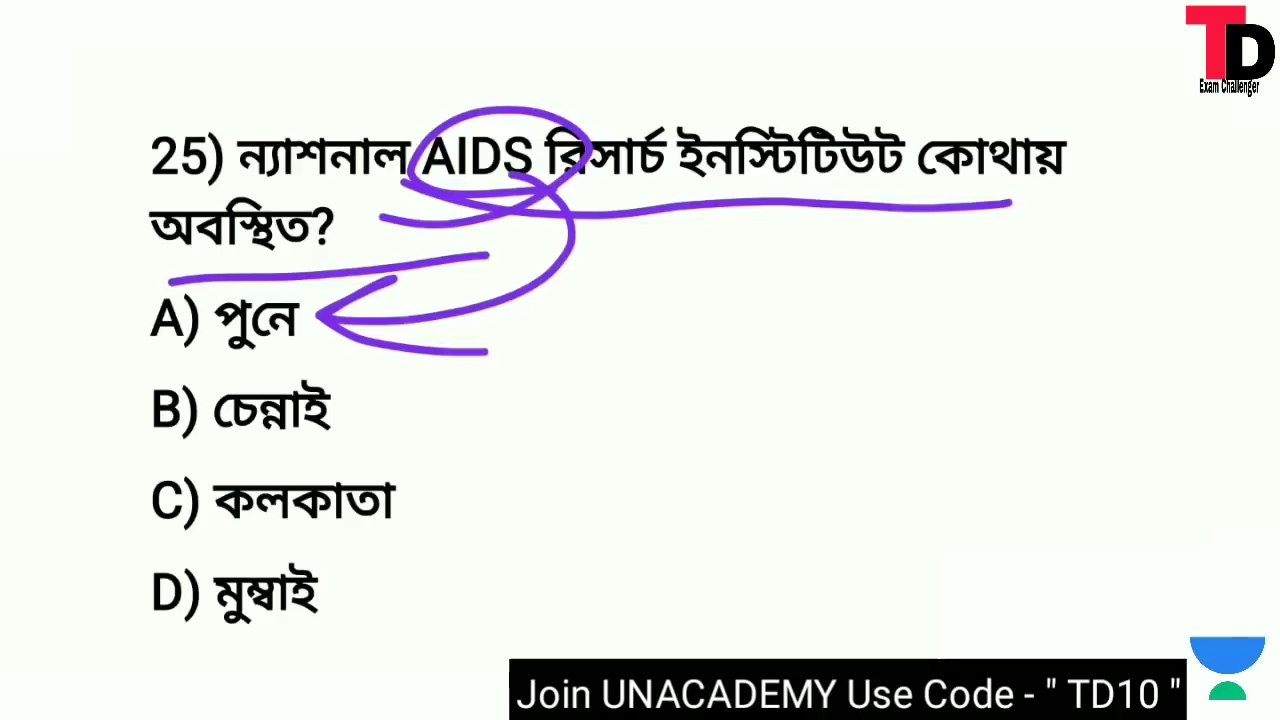 TD
Exam Challenger
25) ন্যাশনাল AIDS রিসার্চ ইনস্টিটিউট কোথায়
অবস্থিত?
A) পুনে
B) চেন্নাই
C) কলকাতা
D) মুম্বাই
Join UNACADEMY Use Code - " TD10 "